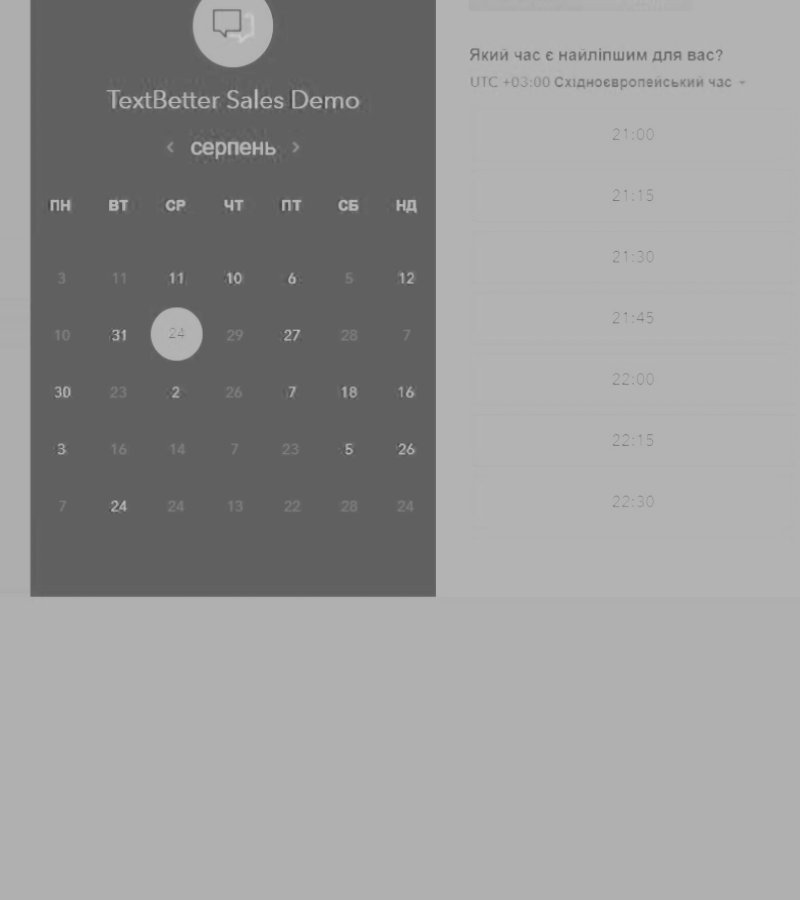 TextBetter Sales Demo
‹ серпень ›
ПН ВТ СР ЧТ ПТ СБ НД
3 11 11 10 6 5 12
10 31 24 29 27 28 7
30 23 2 26 7 18 16
3 16 14 7 23 5 26
7 24 24 13 22 28 24
Який час є найліпшим для вас?
UTC +03:00 Східноєвропейський час
21:00
21:15
21:30
21:45
22:00
22:15
22:30